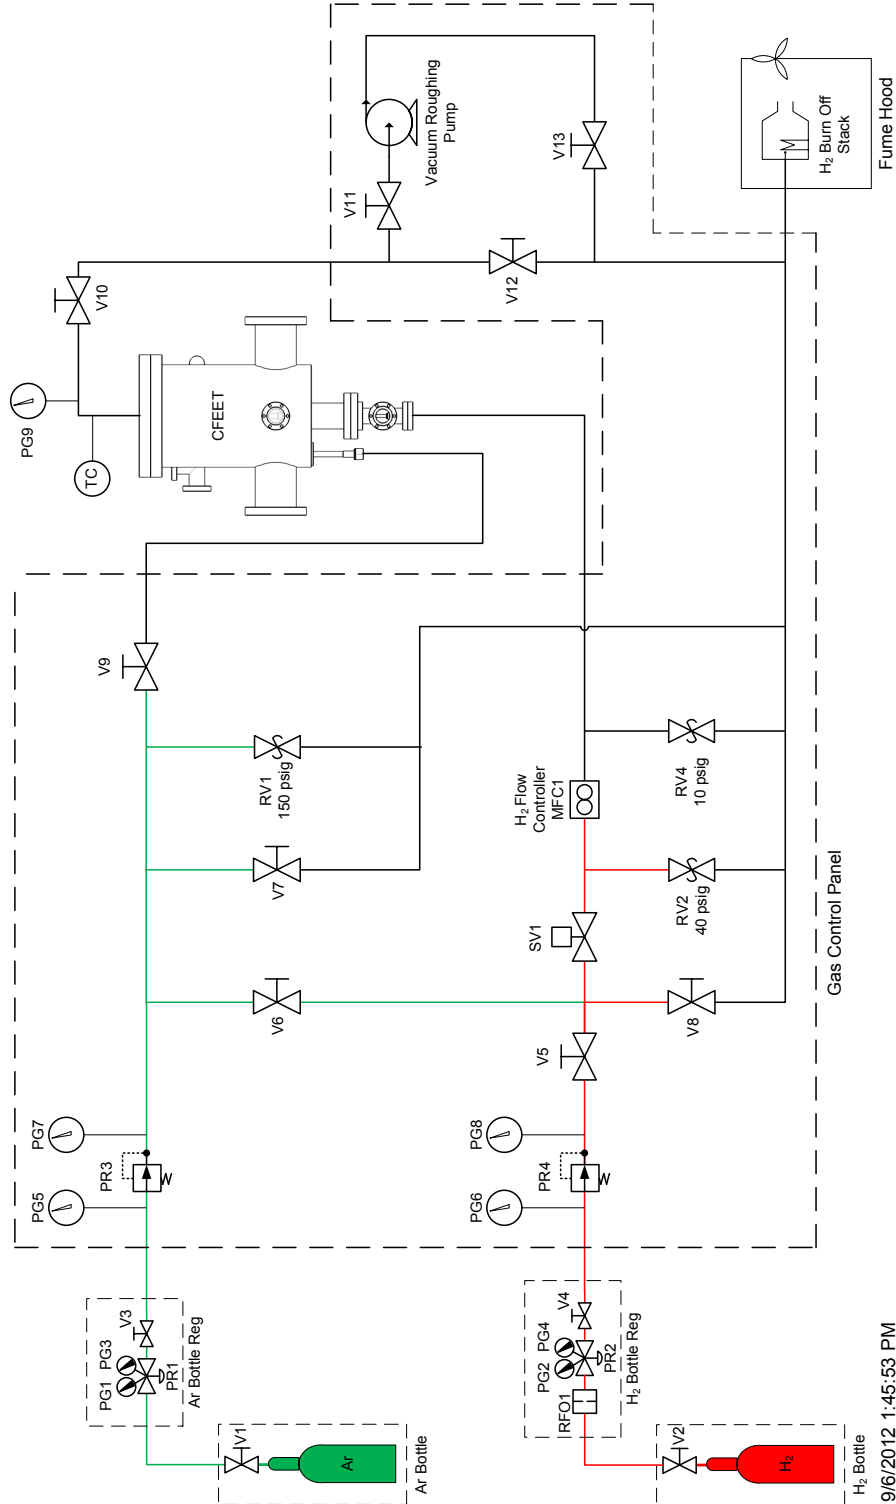 PG9
TC
V10
CFEET
V11
Vacuum Roughing
Pump
V12
V13
H₂ Burn Off
Stack
Fume Hood
V9
RV1
150 psig
V7
V6
H₂ Flow
Controller
MFC1
RV4
10 psig
SV1
RV2
40 psig
V8
V5
Gas Control Panel
PG7
PR3
PG5
PG8
PR4
PG6
V3
PG1
PG3
PR1
Ar Bottle Reg
V4
PG2
PG4
PR2
RFO1
H₂ Bottle Reg
V1
Ar
Ar Bottle
V2
H₂
H₂ Bottle
9/6/2012 1:45:53 PM